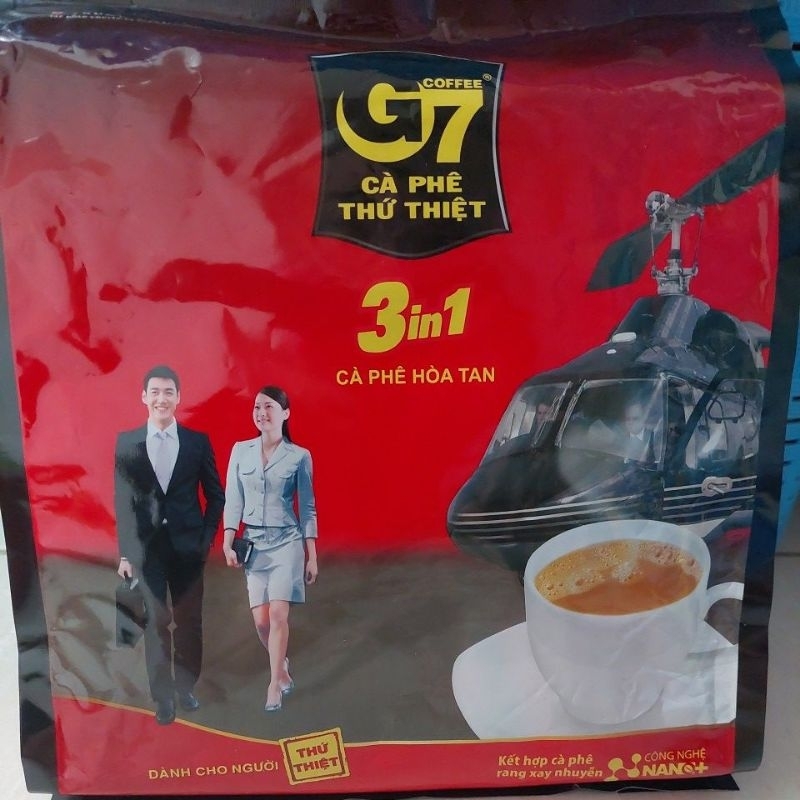 COFFEE
G7®
CÀ PHÊ
THỨ THIỆT
3in1
CÀ PHÊ HÒA TAN
DÀNH CHO NGƯỜI
THỨ
THIỆT
Kết hợp cà phê
rang xay nhuyễn
CÔNG NGHỆ
NANO+